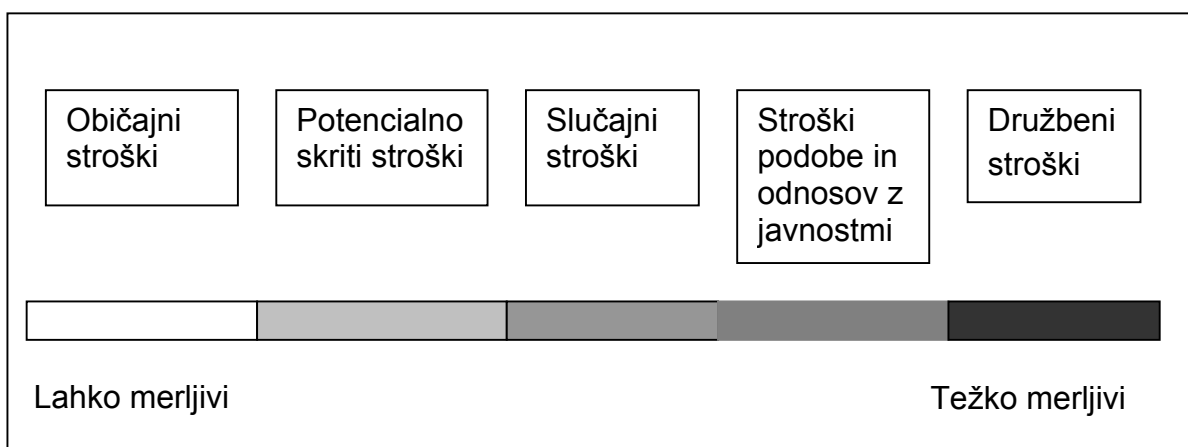 Običajni
stroški
Potencialno
skriti stroški
Slučajni
stroški
Stroški
podobe in
odnosov z
javnostmi
Družbeni
stroški
Lahko merljivi
Težko merljivi